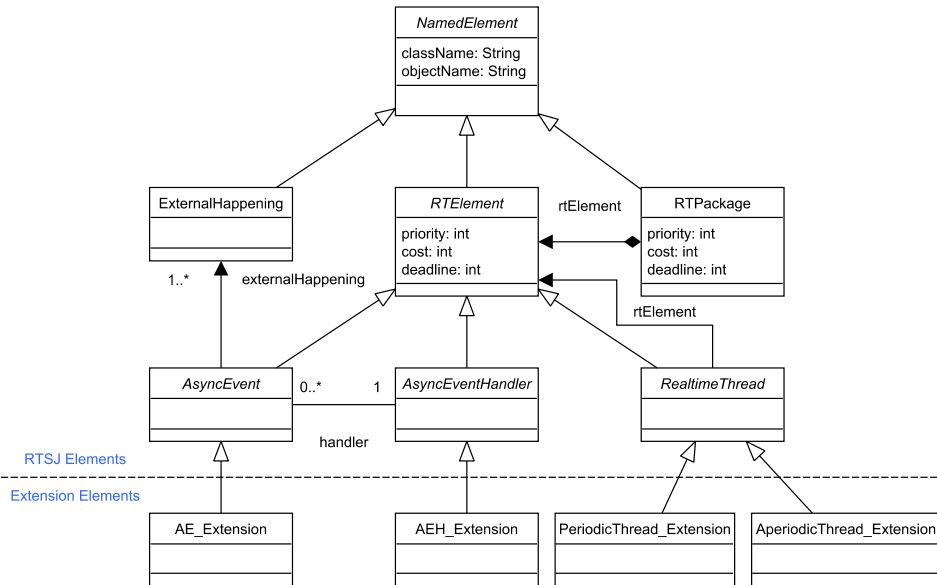 NamedElement
className: String
objectName: String
ExternalHappening
RTElement
priority: int
cost: int
deadline: int
rtElement
RTPackage
priority: int
cost: int
deadline: int
1..*
externalHappening
rtElement
AsyncEvent
0..*
1
handler
AsyncEventHandler
RealtimeThread
RTSJ Elements
Extension Elements
AE_Extension
AEH_Extension
PeriodicThread_Extension
AperiodicThread_Extension